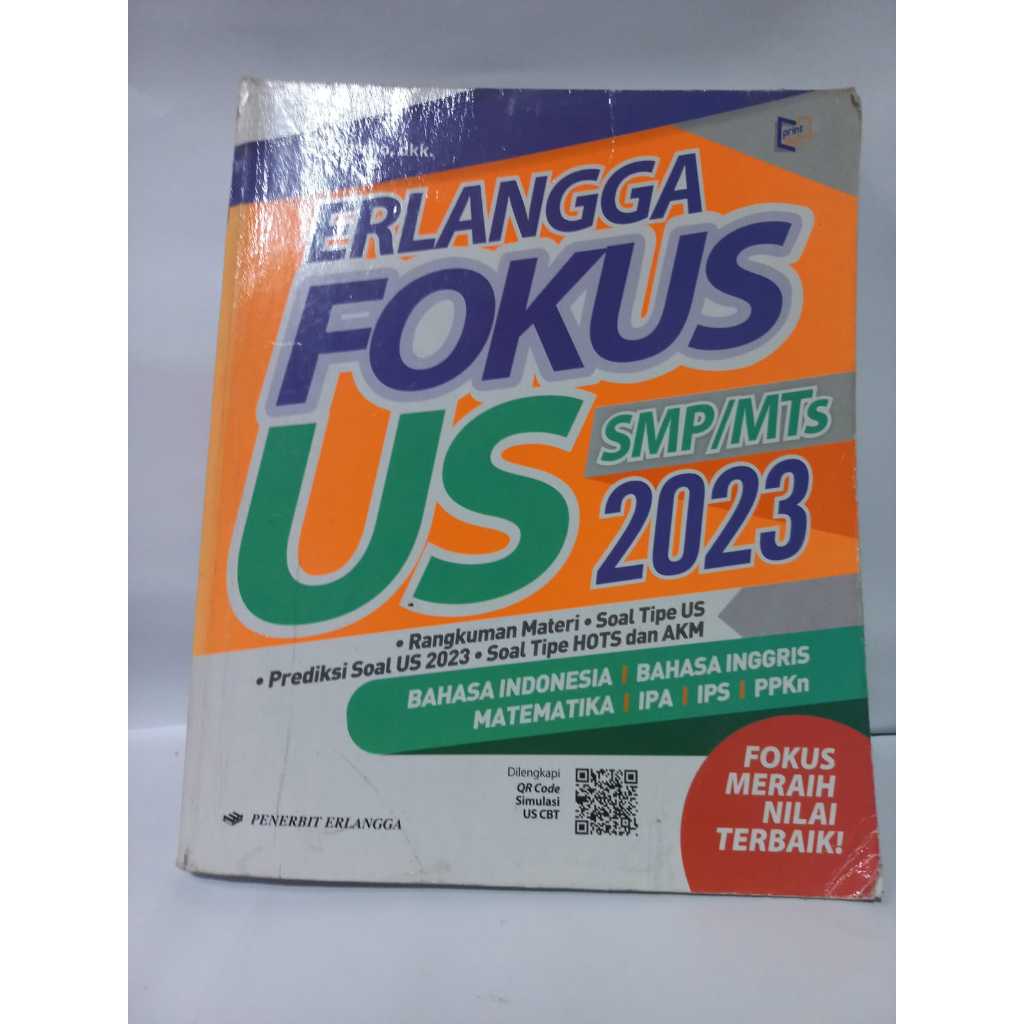 dkk.
print
ERLANGGA
FOKUS
US
SMP/MTs
2023
• Rangkuman Materi • Soal Tipe US
• Prediksi Soal US 2023 • Soal Tipe HOTS dan AKM
BAHASA INDONESIA | BAHASA INGGRIS
MATEMATIKA | IPA | IPS | PPKn
Dilengkapi
QR Code
Simulasi
US CBT
PENERBIT ERLANGGA
FOKUS
MERAIH
NILAI
TERBAIK!